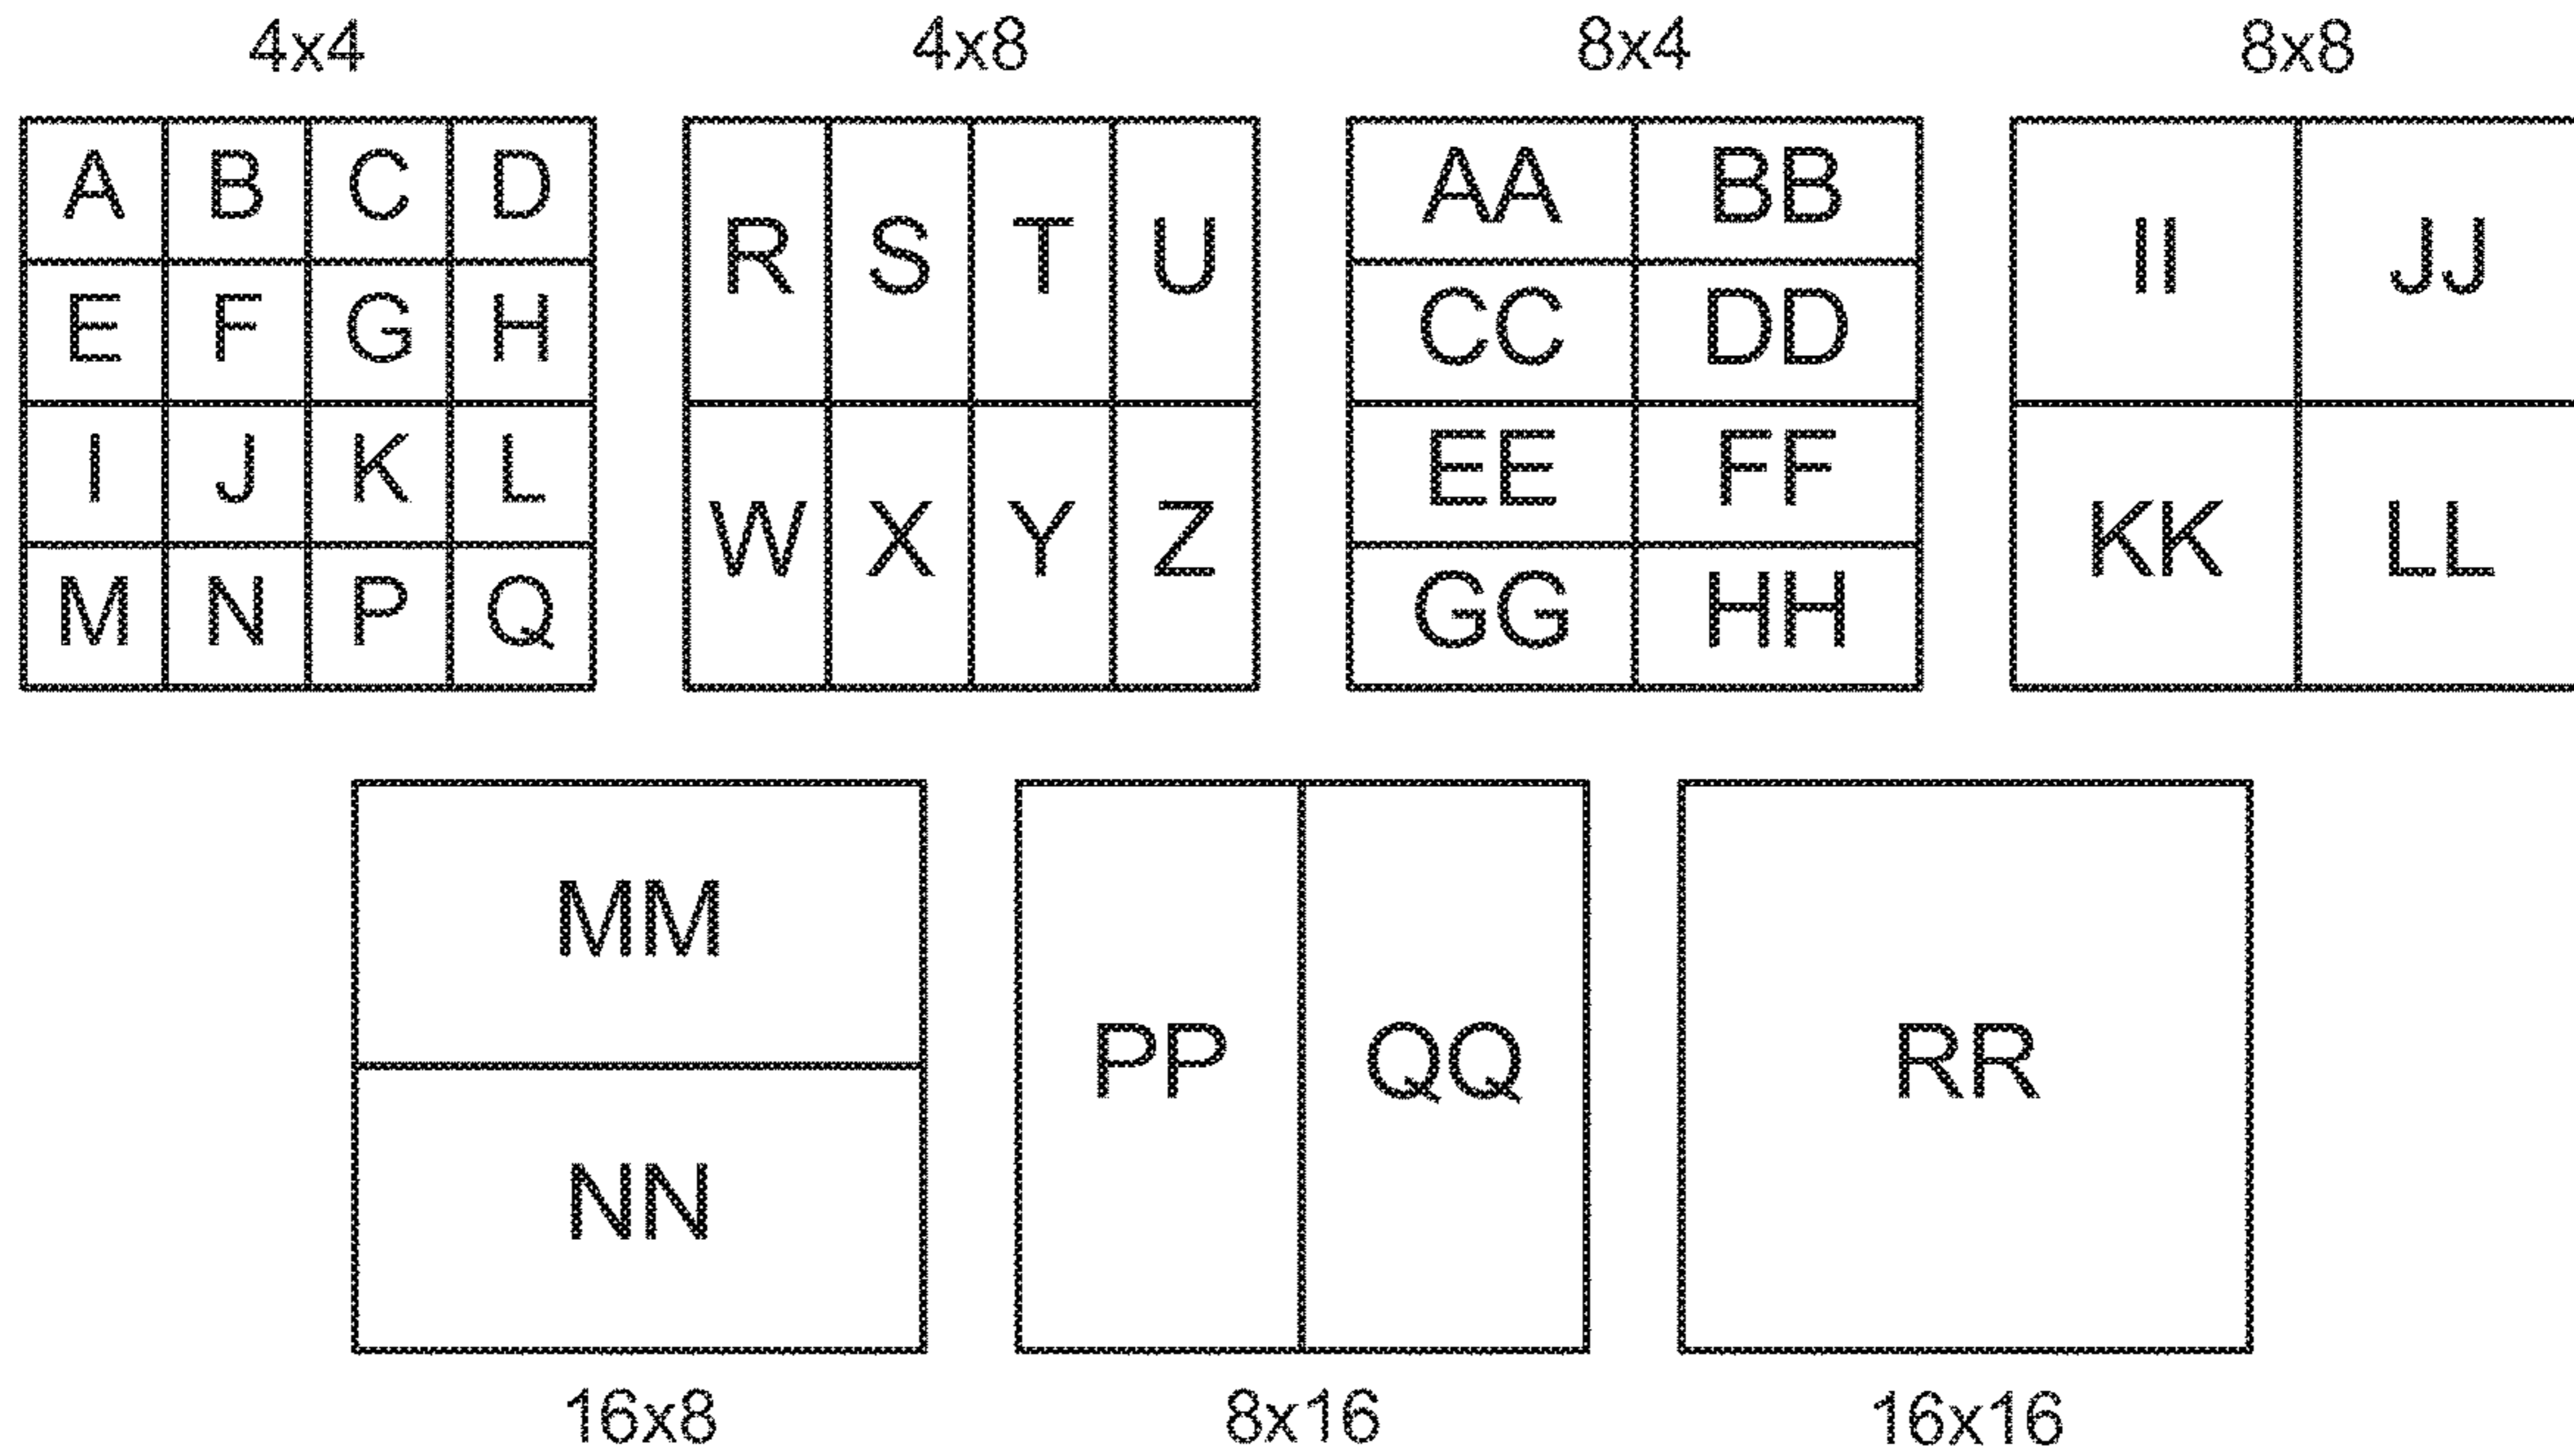 4x4 4x8 8x4 8x8
A B C D R S T U AA BB II JJ
E F G H CC DD
I J K L W X Y Z EE FF KK LL
M N P Q GG HH
MM PP QQ RR
NN
16x8 8x16 16x16